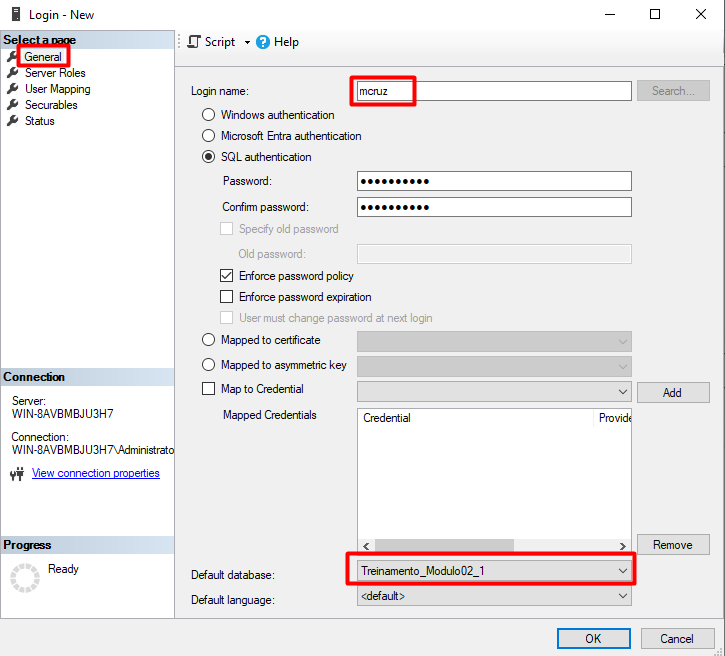 Login - New
Select a page
General
Server Roles
User Mapping
Securables
Status
Script
Help
Login name:
mcruz
Search...
Windows authentication
Microsoft Entra authentication
SQL authentication
Password:
●●●●●●●●●●
Confirm password:
●●●●●●●●●●
Specify old password
Old password:
Enforce password policy
Enforce password expiration
User must change password at next login
Mapped to certificate
Mapped to asymmetric key
Map to Credential
Add
Mapped Credentials
Credential
Provide
Remove
Default database:
Treinamento_Modulo02_1
Default language:
<default>
Connection
Server:
WIN-8AVBMBJU3H7
Connection:
WIN-8AVBMBJU3H7\Administrato
View connection properties
Progress
Ready
OK
Cancel